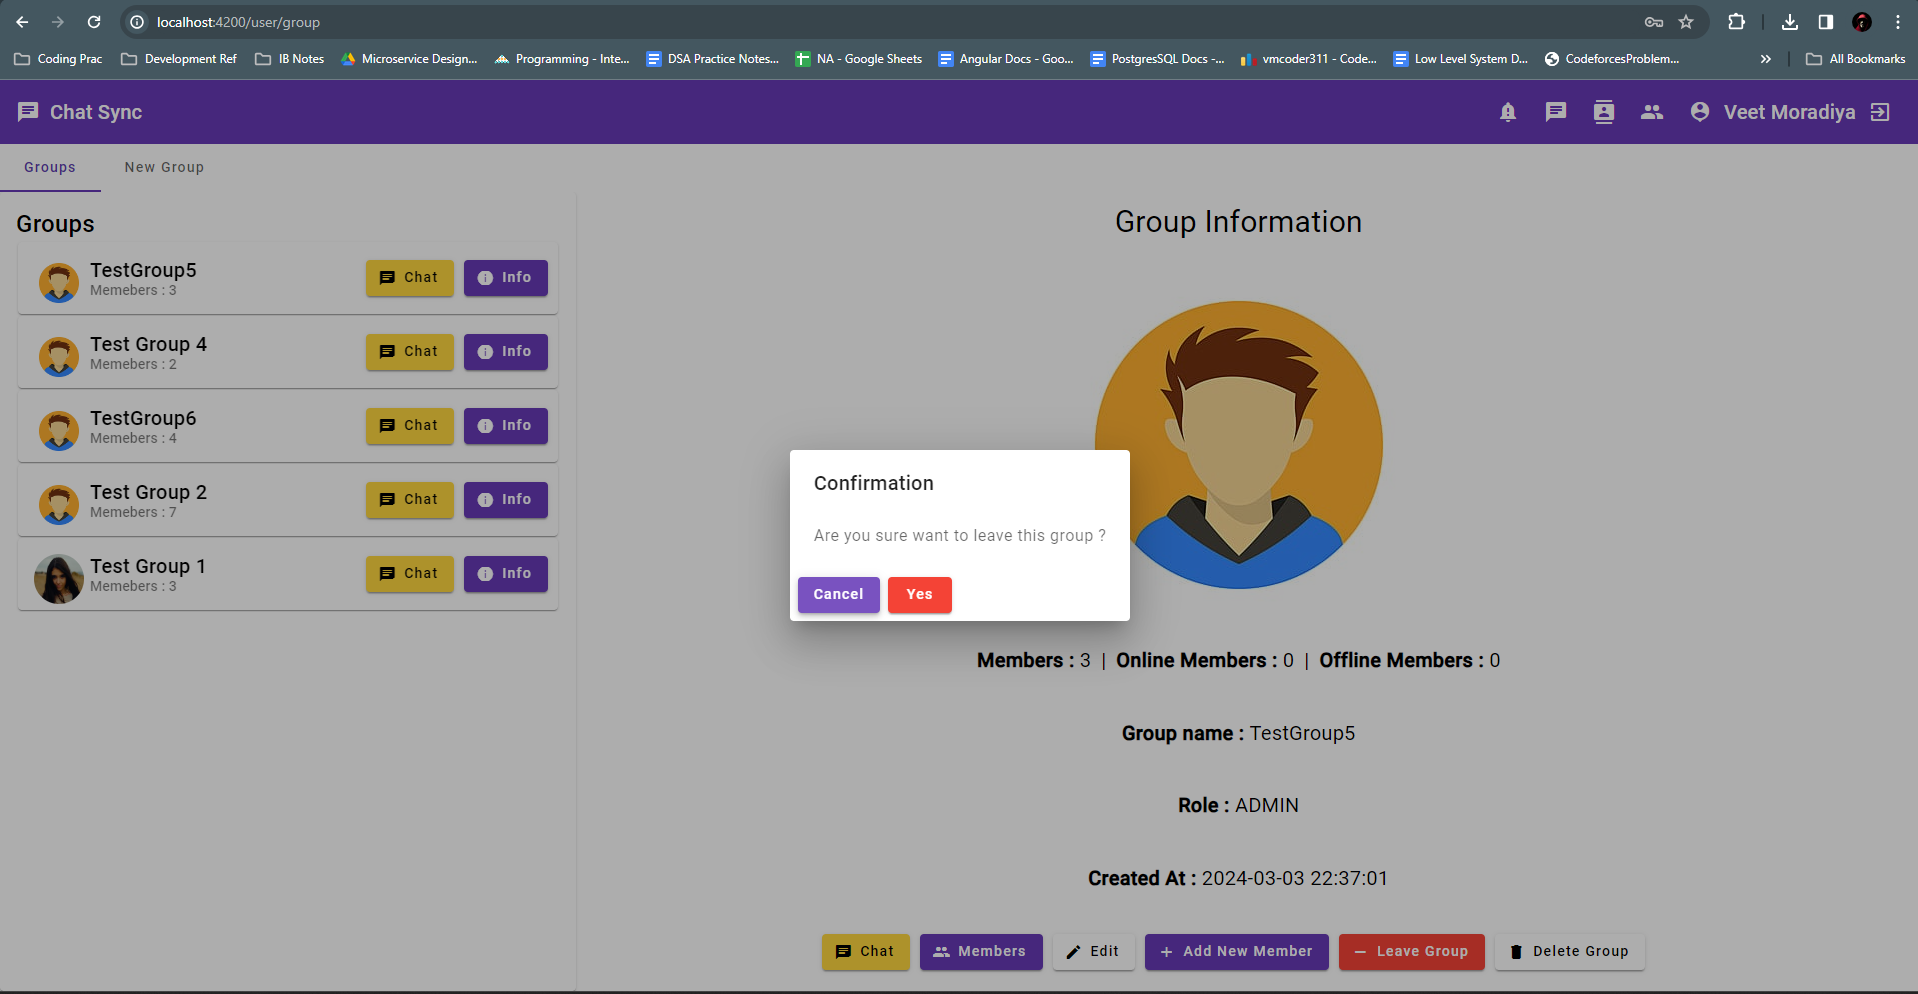 localhost:4200/user/group
Coding Prac Development Ref IB Notes Microservice Design... Programming - Inte... DSA Practice Notes... NA - Google Sheets Angular Docs - Goo... PostgresSQL Docs -... vmcoder311 - Code... Low Level System D... CodeforcesProblem... » All Bookmarks
Chat Sync Veet Moradiya
Groups New Group
Groups
TestGroup5
Memebers : 3
Chat Info
Test Group 4
Memebers : 2
Chat Info
TestGroup6
Memebers : 4
Chat Info
Test Group 2
Memebers : 7
Chat Info
Test Group 1
Memebers : 3
Chat Info
Group Information
Confirmation
Are you sure want to leave this group ?
Cancel Yes
Members : 3 | Online Members : 0 | Offline Members : 0
Group name : TestGroup5
Role : ADMIN
Created At : 2024-03-03 22:37:01
Chat Members Edit Add New Member Leave Group Delete Group